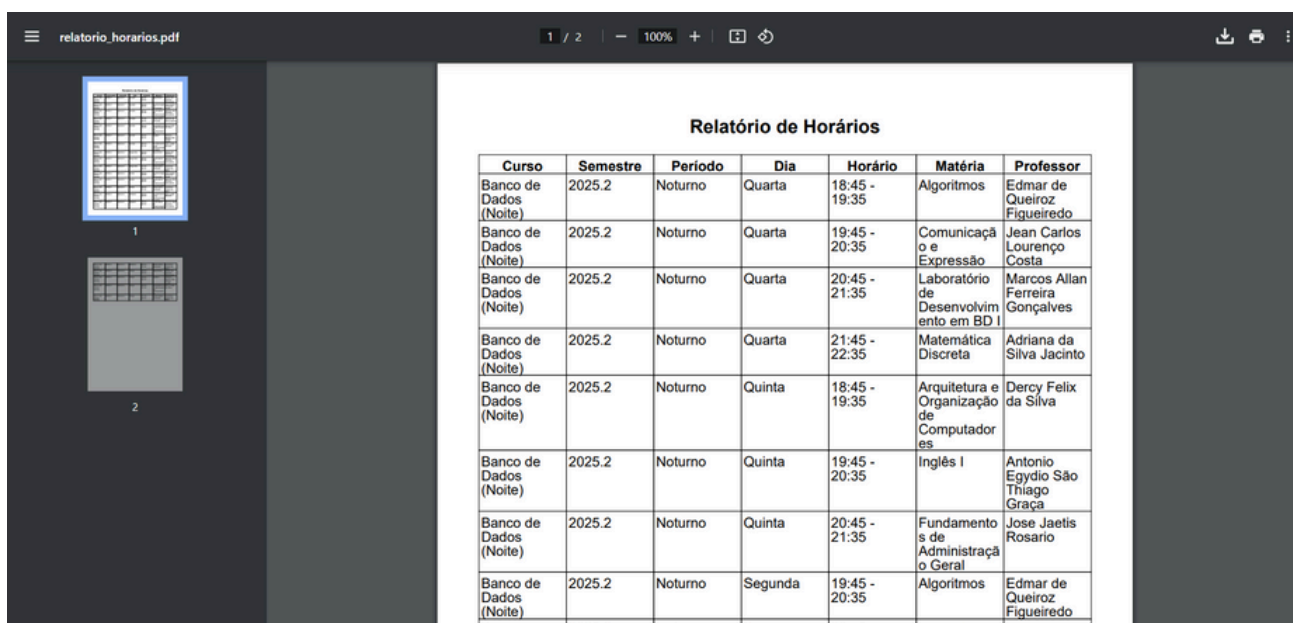 relatorio_horarios.pdf
1 / 2
100%
1
2
Relatório de Horários
Curso Semestre Período Dia Horário Matéria Professor
Banco de 2025.2 Noturno Quarta 18:45 - Algoritmos Edmar de
Dados 19:35 Queiroz
(Noite) Figueiredo
Banco de 2025.2 Noturno Quarta 19:45 - Comunicaçã Jean Carlos
Dados 20:35 o e Lourenço
(Noite) Expressão Costa
Banco de 2025.2 Noturno Quarta 20:45 - Laboratório Marcos Allan
Dados 21:35 de Ferreira
(Noite) Desenvolvim Gonçalves
ento em BD I
Banco de 2025.2 Noturno Quarta 21:45 - Matemática Adriana da
Dados 22:35 Discreta Silva Jacinto
(Noite)
Banco de 2025.2 Noturno Quinta 18:45 - Arquitetura e Dercy Felix
Dados 19:35 Organização da Silva
(Noite) de
Computador
es
Banco de 2025.2 Noturno Quinta 19:45 - Inglês I Antonio
Dados 20:35 Egydio São
(Noite) Thiago
Graça
Banco de 2025.2 Noturno Quinta 20:45 - Fundamento Jose Jaetis
Dados 21:35 s de Rosario
(Noite) Administraçã
o Geral
Banco de 2025.2 Noturno Segunda 19:45 - Algoritmos Edmar de
Dados 20:35 Queiroz
(Noite) Figueiredo